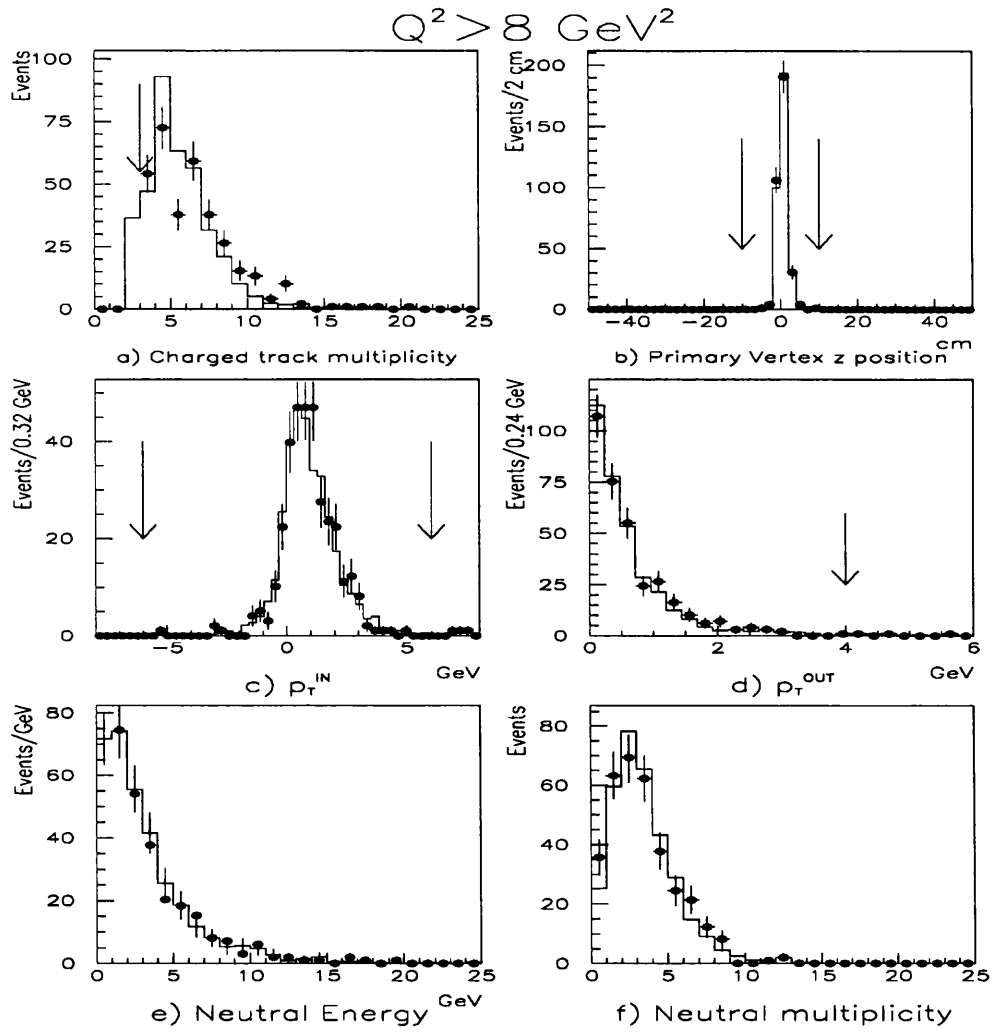 Q² > 8 GeV²
Events
100
75
50
25
0
0 5 10 15 20 25
a) Charged track multiplicity
Events/2 cm
200
150
100
50
0
−40 −20 0 20 40
cm
b) Primary Vertex z position
Events/0.32 GeV
40
20
0
−5 0 5
GeV
c) p_T^IN
Events/0.24 GeV
100
75
50
25
0
0 2 4 6
GeV
d) p_T^OUT
Events/GeV
80
60
40
20
0
0 5 10 15 20 25
GeV
e) Neutral Energy
Events
80
60
40
20
0
0 5 10 15 20 25
f) Neutral multiplicity